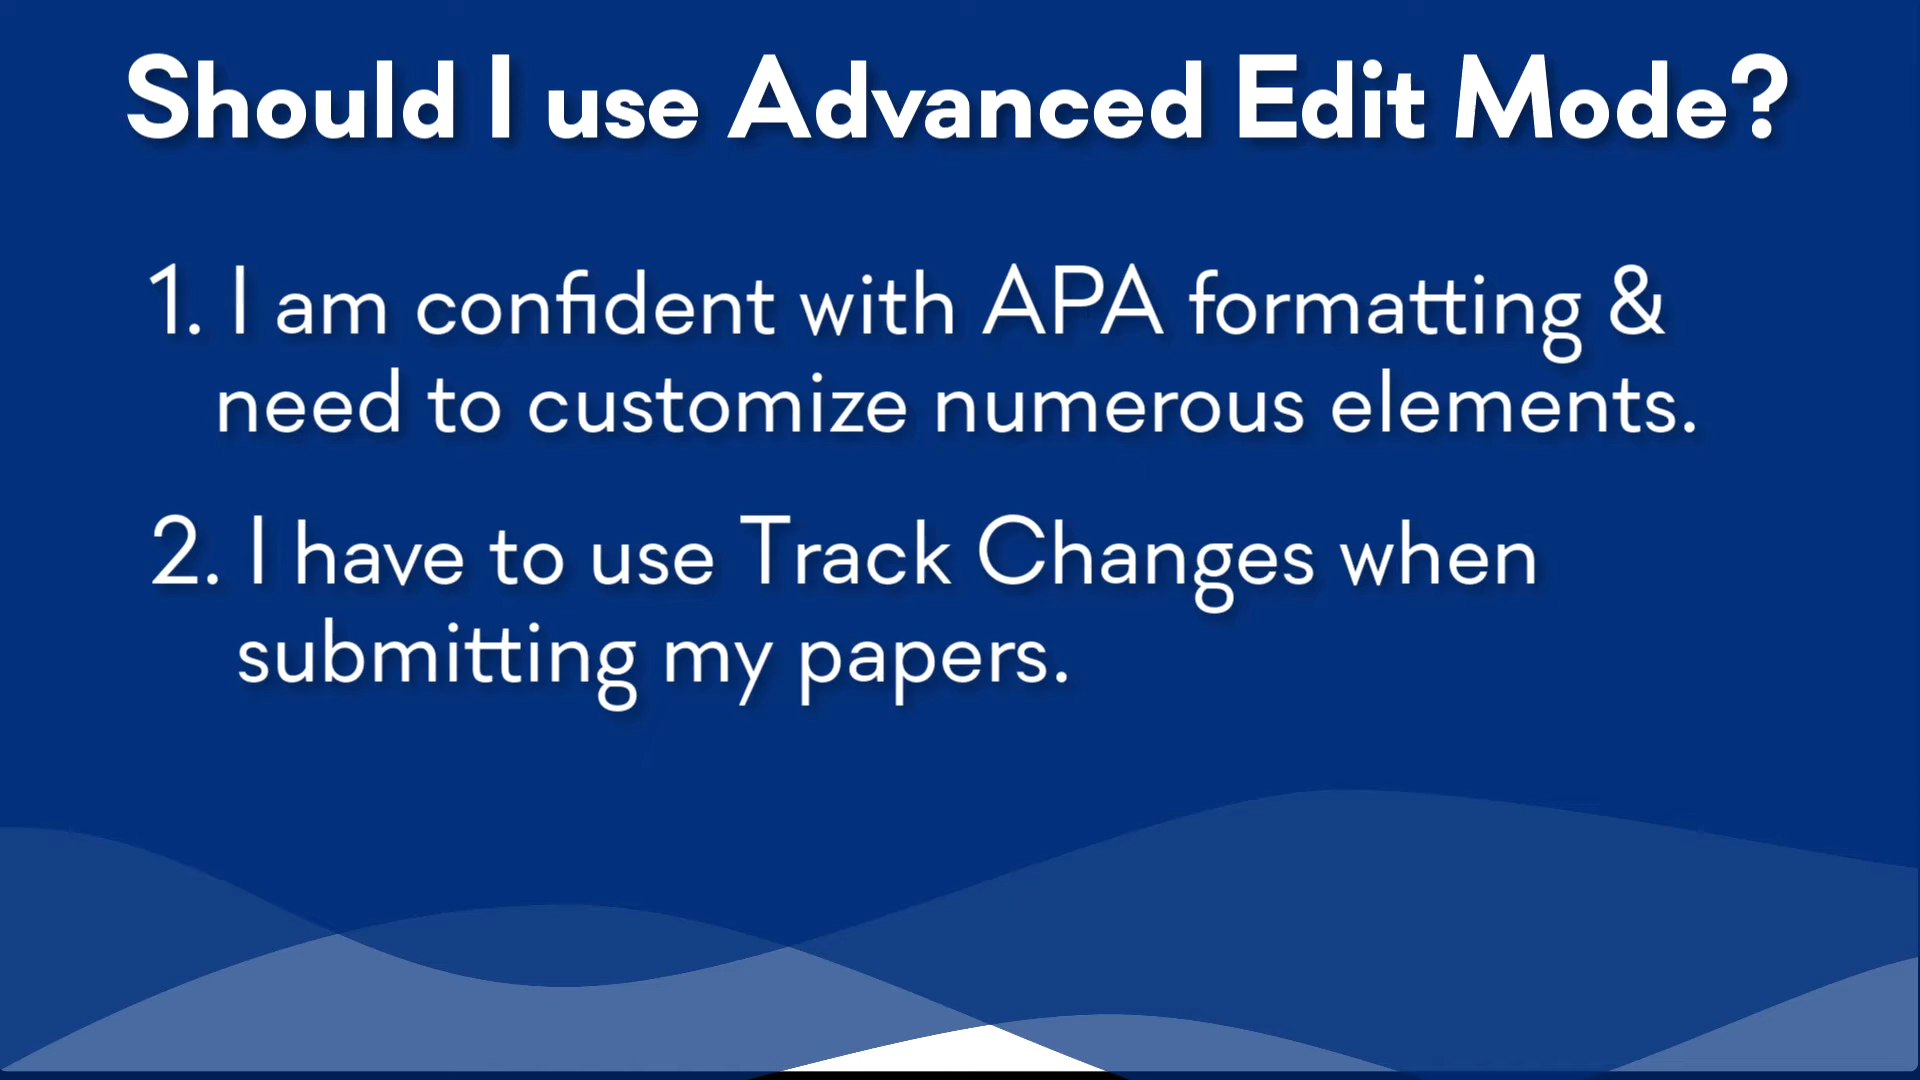 Should I use Advanced Edit Mode?
1. I am confident with APA formatting &
need to customize numerous elements.
2. I have to use Track Changes when
submitting my papers.